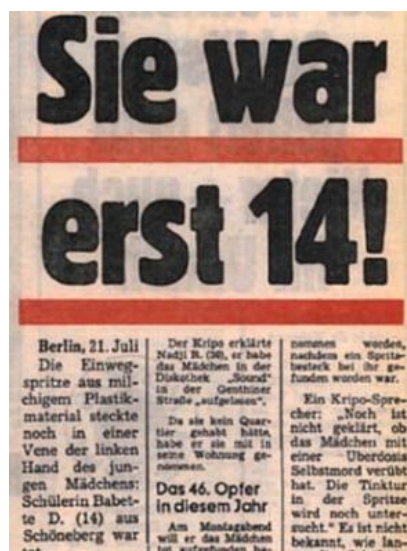 Sie war
erst 14!
Berlin, 21. Juli
Die Einweg-
spritze aus mil-
chigem Plastik-
material steckte
noch in einer
Vene der linken
Hand des jun-
gen Mädchens:
Schülerin Babet-
te D. (14) aus
Schöneberg war
tot.
Der Kripo erklärte
Nadji R. (30), er habe
das Mädchen in der
Diskothek „Sound"
in der Genthiner
Straße „aufgelesen".
Da sie kein Quar-
tier gehabt hätte,
habe er sie mit in
seine Wohnung ge-
nommen.
Das 46. Opfer
in diesem Jahr
Am Montagabend
will er das Mädchen
tot aufgefunden ha-
nommen worden,
nachdem ein Spritz-
besteck bei ihr ge-
funden worden war.
Ein Kripo-Spre-
cher: „Noch ist
nicht geklärt, ob
das Mädchen mit
einer Überdosis
Selbstmord verübt
hat. Die Tinktur
in der Spritze
wird noch unter-
sucht." Es ist nicht
bekannt, wie lan-